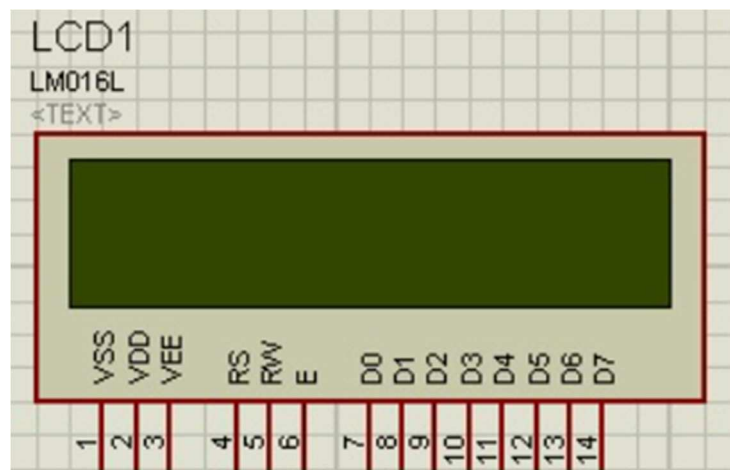 LCD1
LM016L
<TEXT>
VSS VDD VEE RS RW E D0 D1 D2 D3 D4 D5 D6 D7
1 2 3 4 5 6 7 8 9 10 11 12 13 14